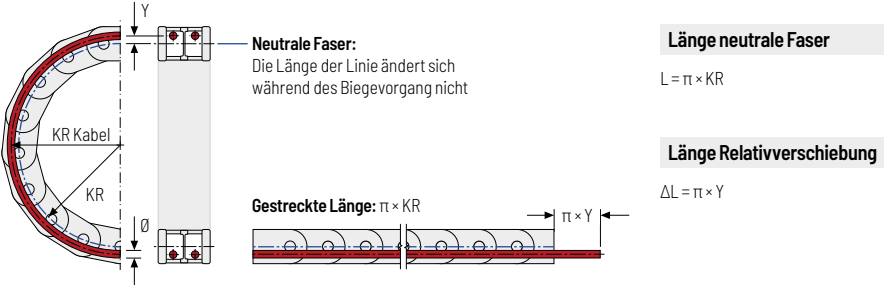 Y
Neutrale Faser:
Die Länge der Linie ändert sich
während des Biegevorgang nicht
KR Kabel
KR
Ø
Gestreckte Länge: π × KR
π × Y
Länge neutrale Faser
L = π × KR
Länge Relativverschiebung
ΔL = π × Y